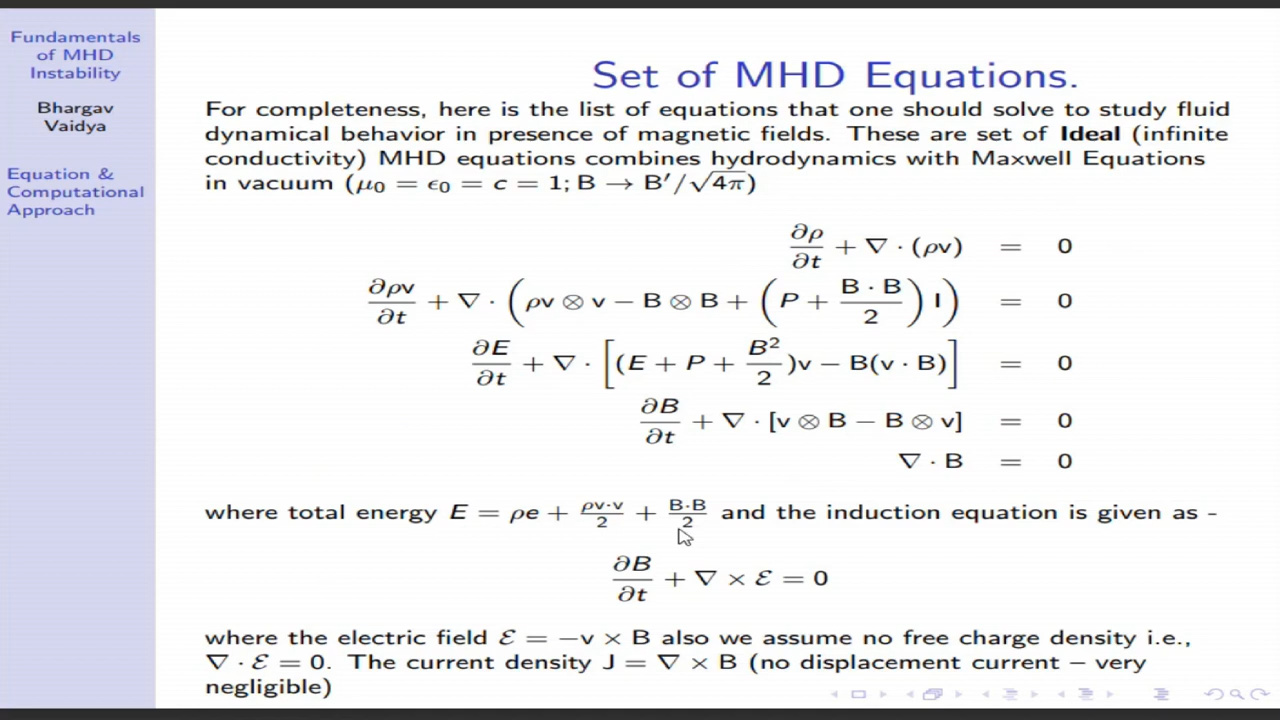 Fundamentals
of MHD
Instability
Bhargav
Vaidya
Equation &
Computational
Approach
Set of MHD Equations.
For completeness, here is the list of equations that one should solve to study fluid
dynamical behavior in presence of magnetic fields. These are set of Ideal (infinite
conductivity) MHD equations combines hydrodynamics with Maxwell Equations
in vacuum (μ₀ = ϵ₀ = c = 1; B → B′/√4π)
∂ρ/∂t + ∇ · (ρv) = 0
∂ρv/∂t + ∇ · (ρv ⊗ v − B ⊗ B + (P + B · B/2) I) = 0
∂E/∂t + ∇ · [(E + P + B²/2)v − B(v · B)] = 0
∂B/∂t + ∇ · [v ⊗ B − B ⊗ v] = 0
∇ · B = 0
where total energy E = ρe + ρv·v/2 + B·B/2 and the induction equation is given as -
∂B/∂t + ∇ × ℰ = 0
where the electric field ℰ = −v × B also we assume no free charge density i.e.,
∇ · ℰ = 0. The current density J = ∇ × B (no displacement current – very
negligible)